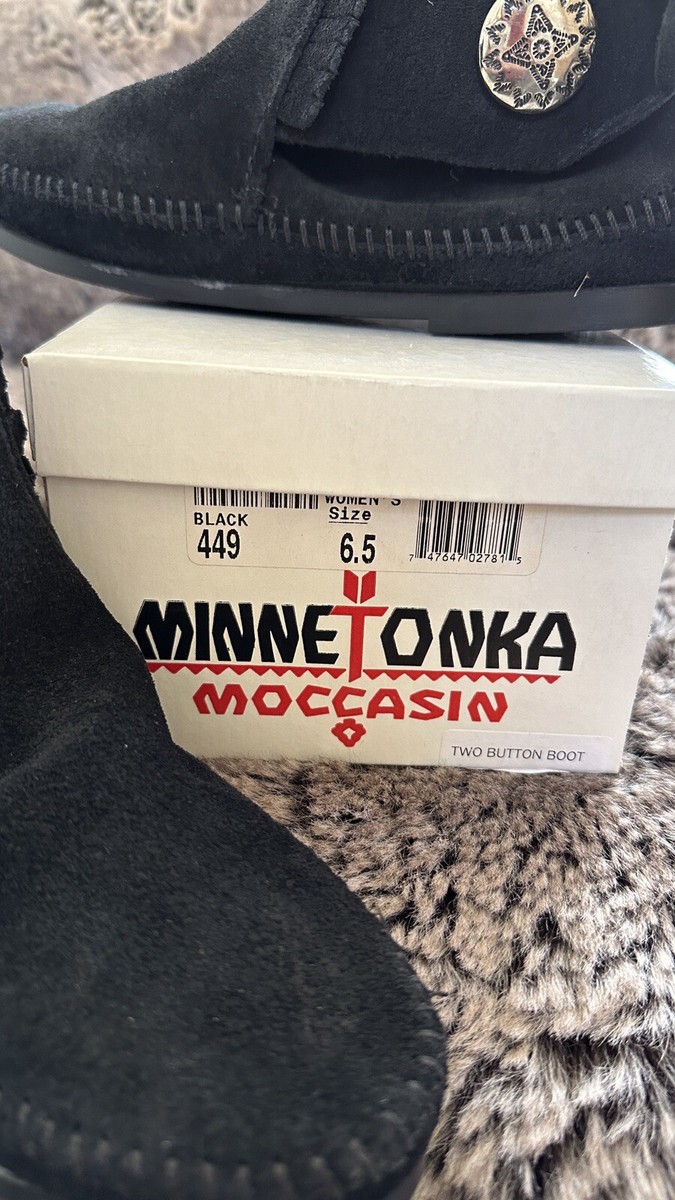 WOMEN'S
BLACK Size
449 6.5
7 47647 02781 5
MINNETONKA
MOCCASIN
TWO BUTTON BOOT